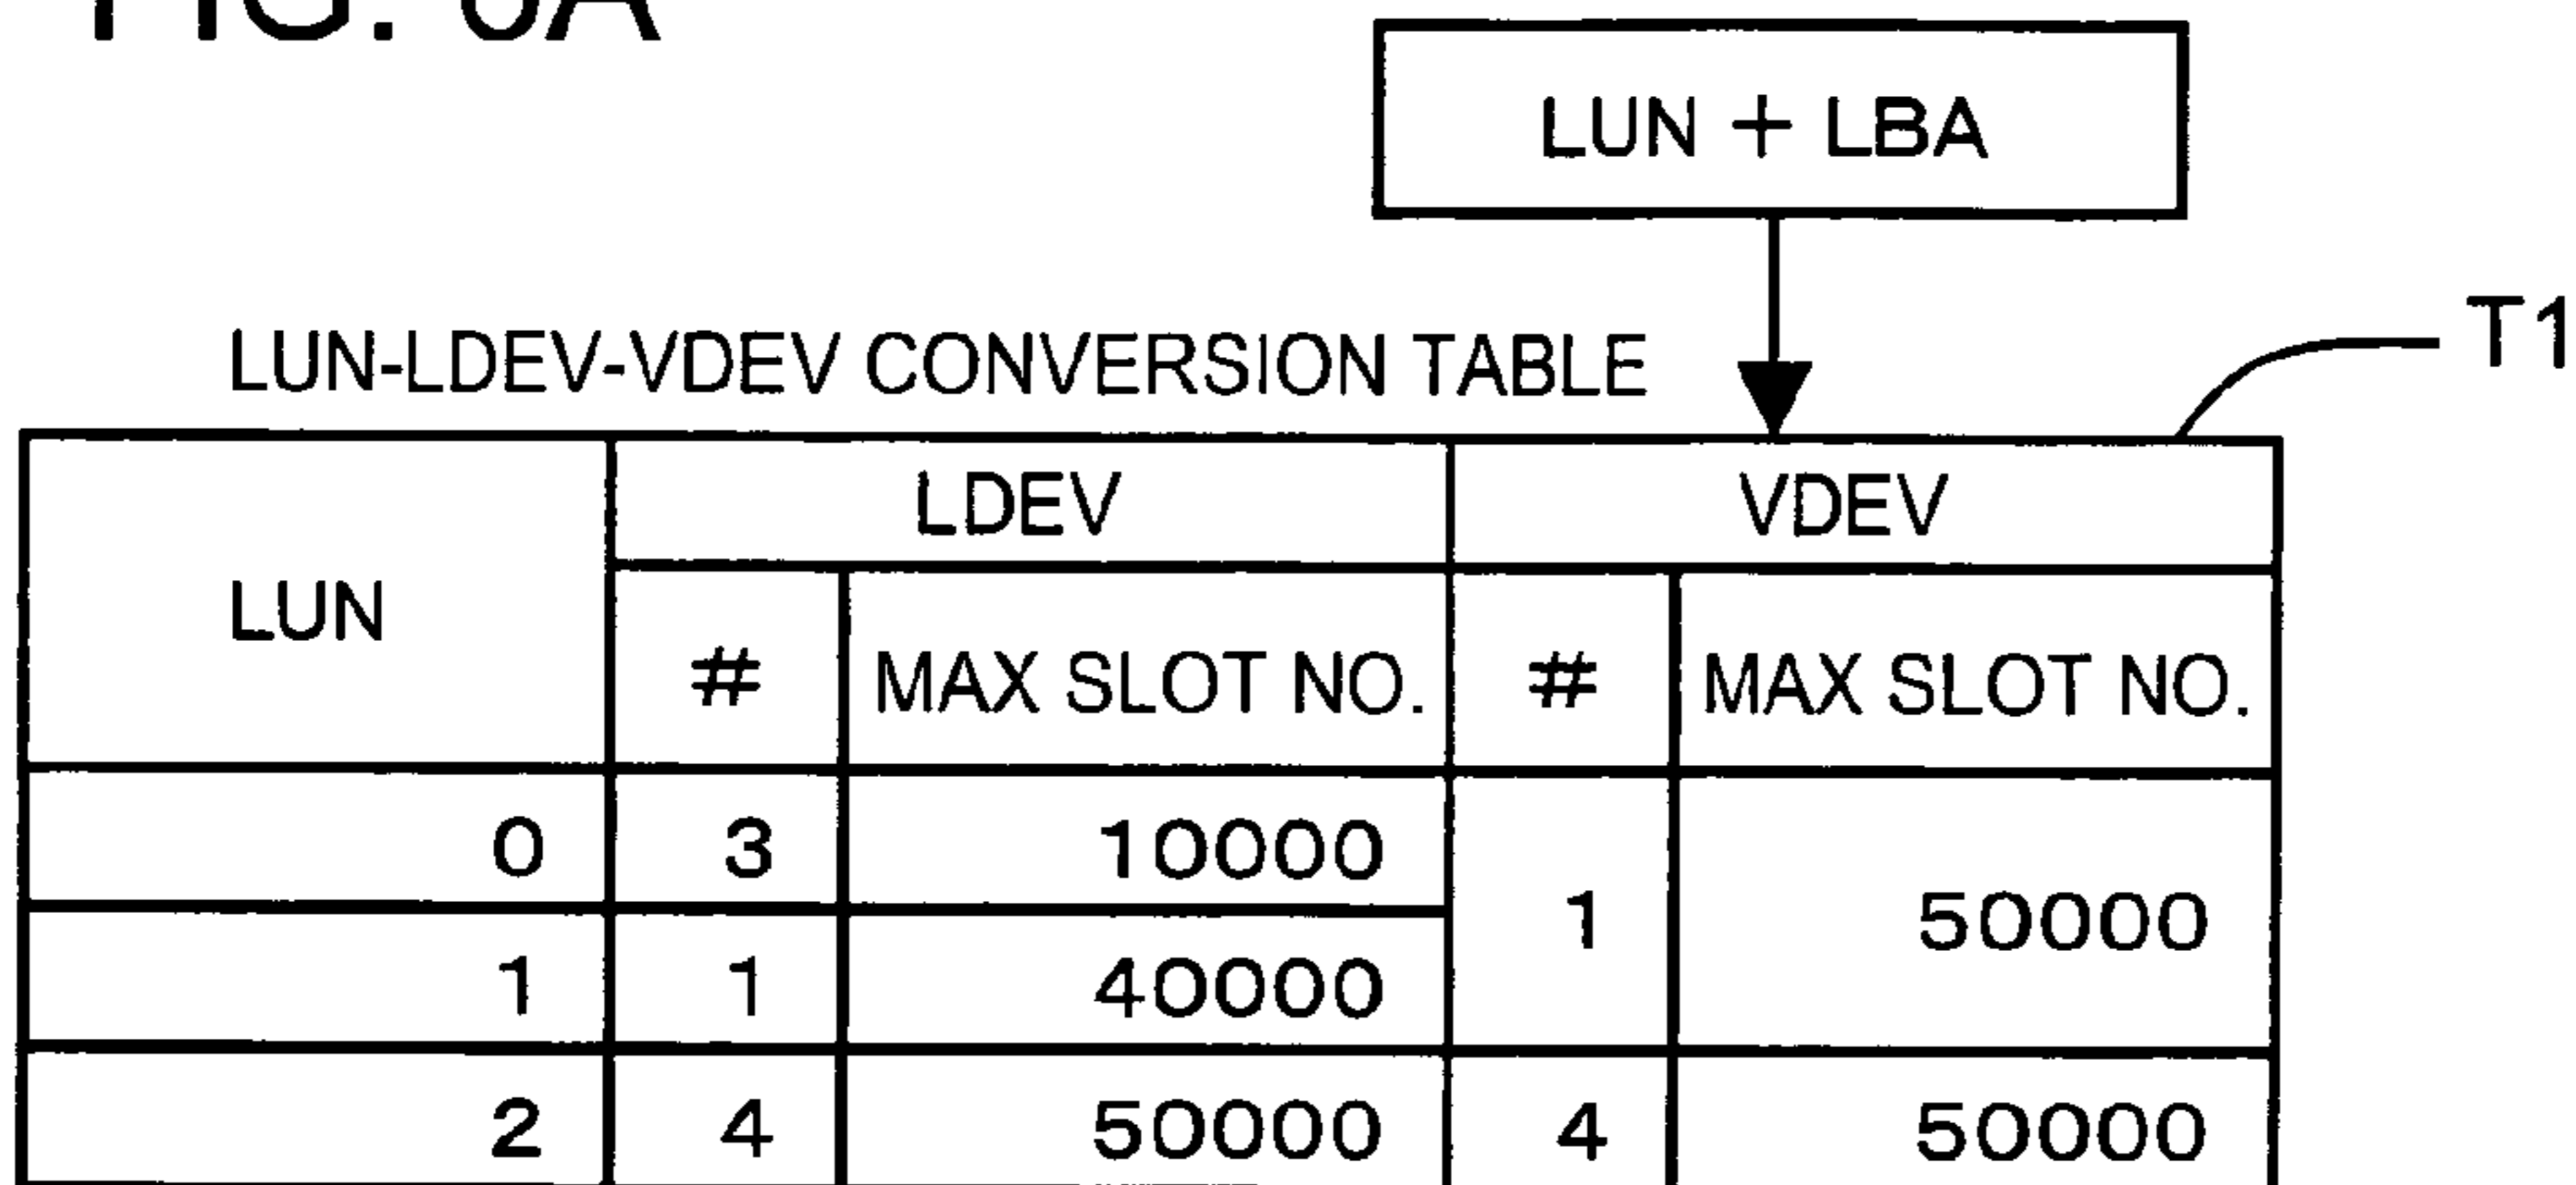 FIG.
LUN + LBA
T1
LUN-LDEV-VDEV CONVERSION TABLE
LUN
LDEV
VDEV
# MAX SLOT NO. # MAX SLOT NO.
0 3 10000 1 50000
1 1 40000
2 4 50000 4 50000